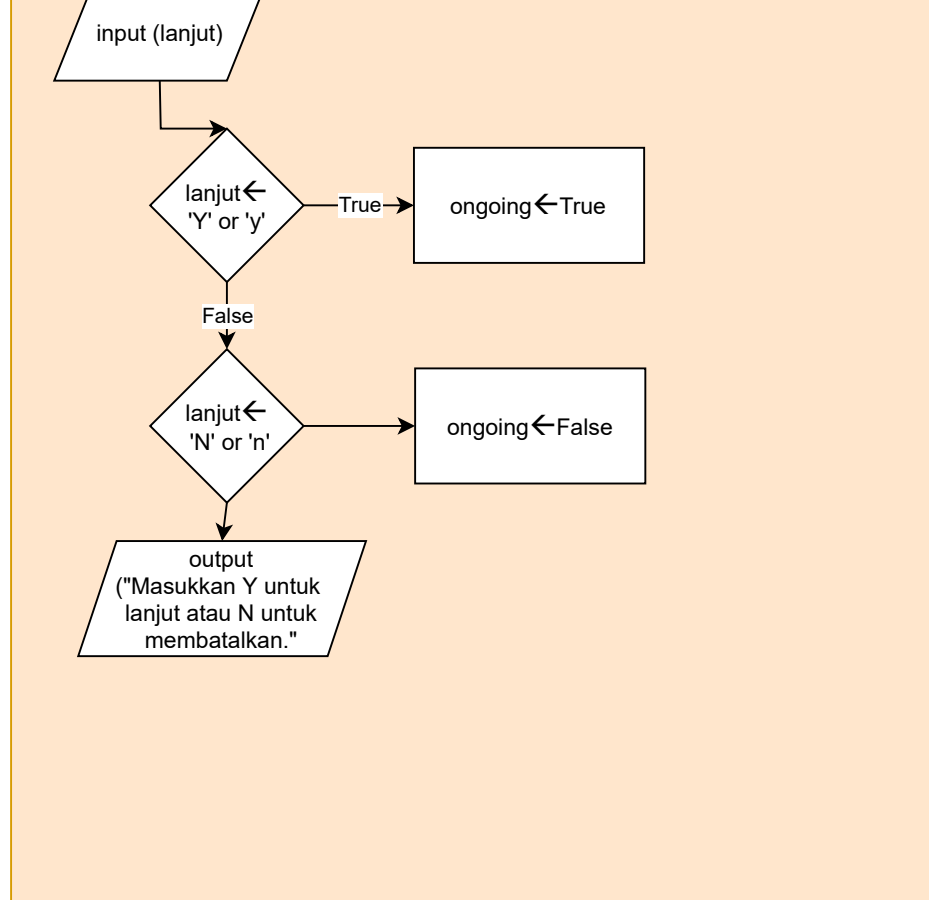 input (lanjut)
lanjut←
'Y' or 'y'
True
ongoing←True
False
lanjut←
'N' or 'n'
ongoing←False
output
("Masukkan Y untuk
lanjut atau N untuk
membatalkan."